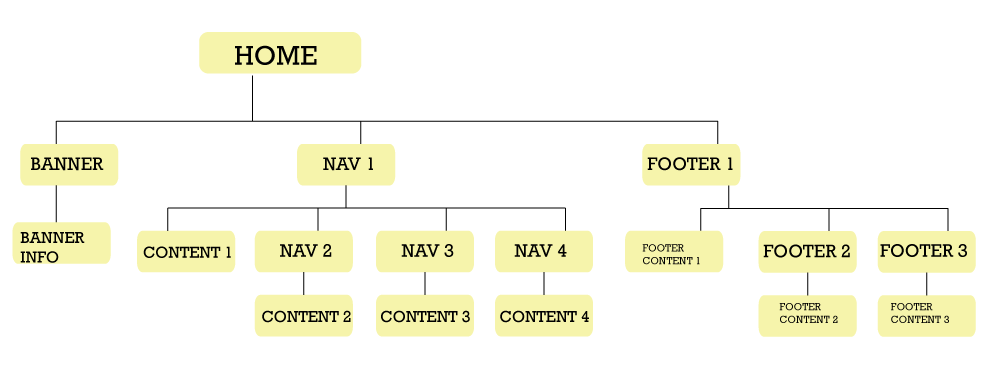 HOME
BANNER
NAV 1
FOOTER 1
BANNER
INFO
CONTENT 1
NAV 2
NAV 3
NAV 4
FOOTER
CONTENT 1
FOOTER 2
FOOTER 3
CONTENT 2
CONTENT 3
CONTENT 4
FOOTER
CONTENT 2
FOOTER
CONTENT 3